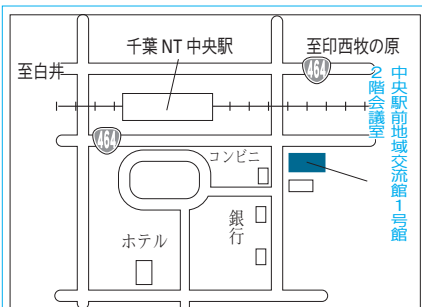 千葉NT中央駅
至印西牧の原
至白井
464
464
中央駅前地域交流館1号館
2階会議室
コンビニ
銀行
ホテル